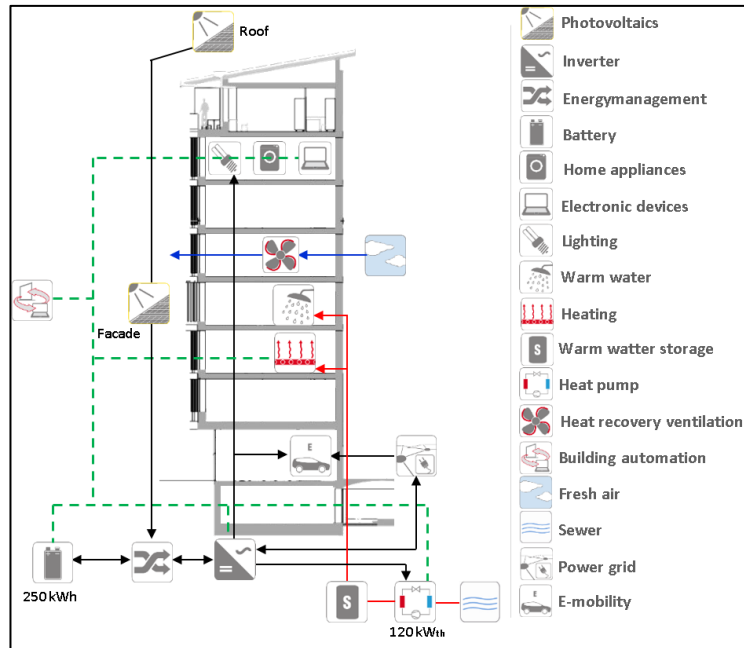 Roof
Facade
E
250 kWh
S
120 kWth
Photovoltaics
Inverter
Energymanagement
Battery
Home appliances
Electronic devices
Lighting
Warm water
Heating
S
Warm watter storage
Heat pump
Heat recovery ventilation
Building automation
Fresh air
Sewer
Power grid
E
E-mobility